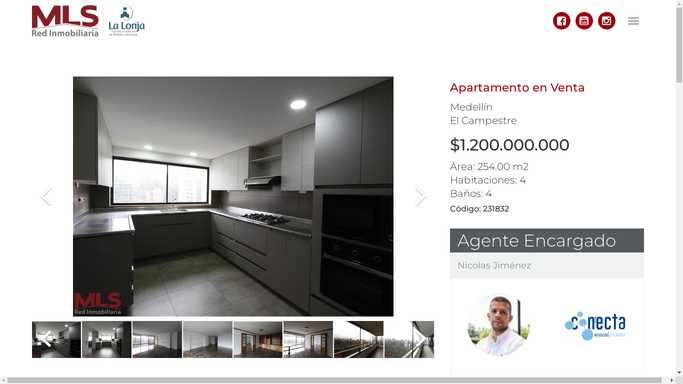 MLS
Red Inmobiliaria
La Lonja
Apartamento en Venta
Medellín
El Campestre
$1.200.000.000
Área: 254.00 m2
Habitaciones: 4
Baños: 4
Código: 231832
MLS
Red Inmobiliaria
Agente Encargado
Nicolas Jiménez
conecta